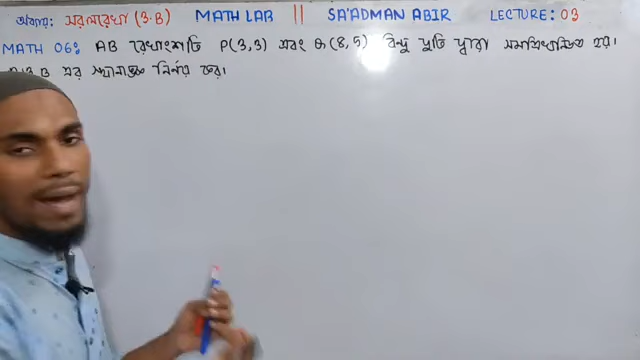 অধ্যায়: সরলরেখা (3.B) MATH LAB || SA'ADMAN ABIR LECTURE: 03
MATH 06: AB রেখাংশটি P(3,3) এবং Q(8,5) বিন্দু দুটি দ্বারা সমত্রিখন্ডিত হয়।
B এর স্থানাঙ্ক নির্ণয় কর।